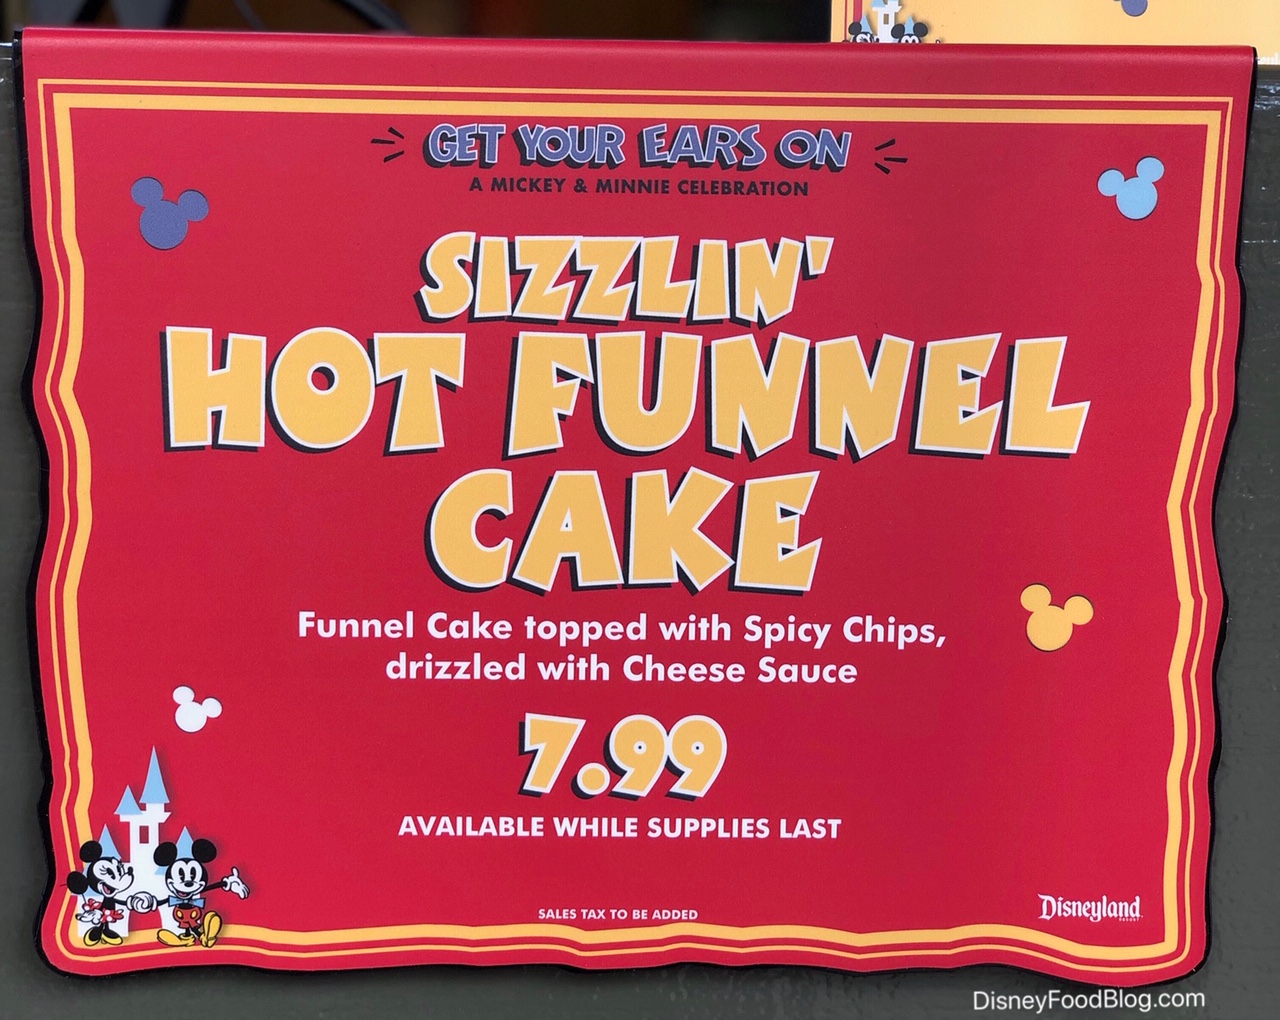 GET YOUR EARS ON
A MICKEY & MINNIE CELEBRATION
SIZZLIN'
HOT FUNNEL
CAKE
Funnel Cake topped with Spicy Chips,
drizzled with Cheese Sauce
7.99
AVAILABLE WHILE SUPPLIES LAST
SALES TAX TO BE ADDED
Disneyland
RESORT
DisneyFoodBlog.com